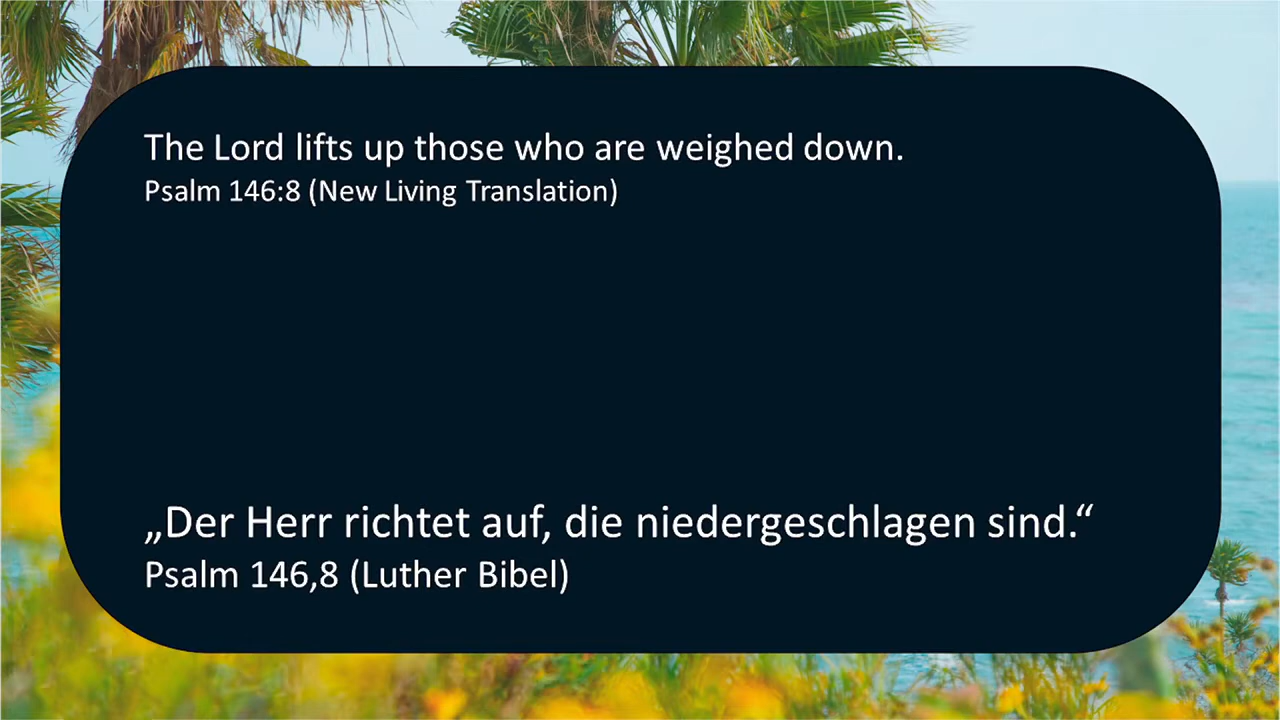 The Lord lifts up those who are weighed down.
Psalm 146:8 (New Living Translation)
„Der Herr richtet auf, die niedergeschlagen sind.“
Psalm 146,8 (Luther Bibel)